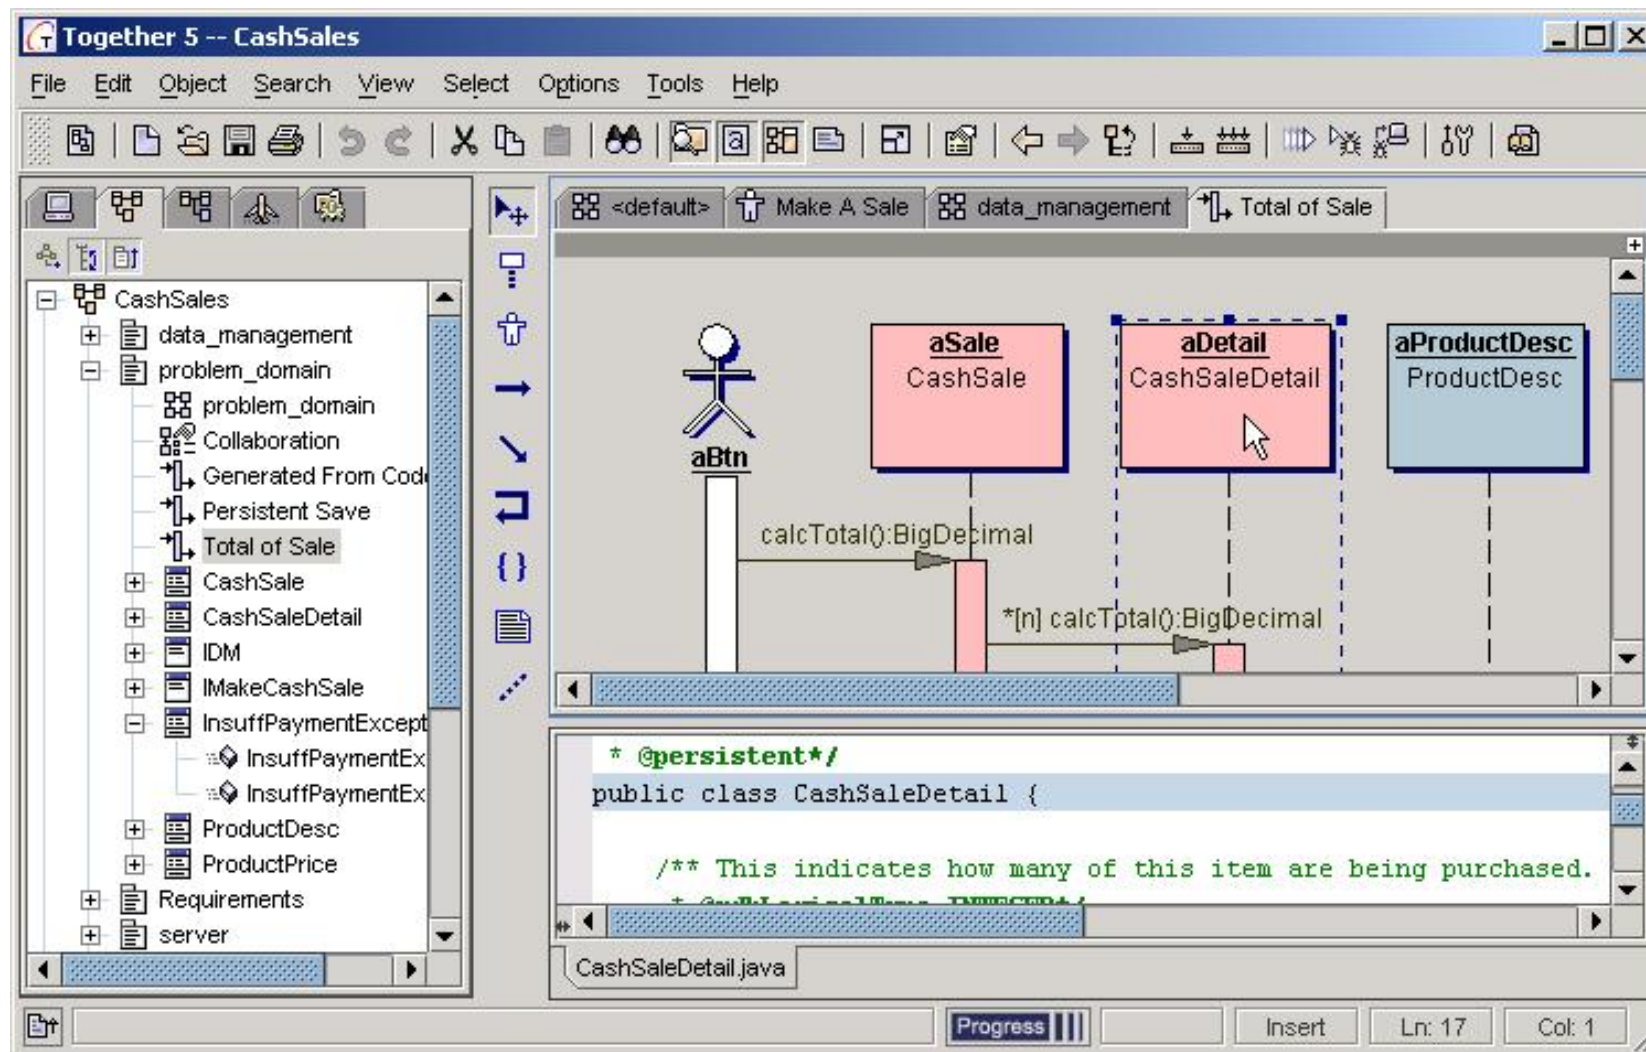 Together 5 -- CashSales
File Edit Object Search View Select Options Tools Help
<default> Make A Sale data_management Total of Sale
CashSales
data_management
problem_domain
problem_domain
Collaboration
Generated From Code
Persistent Save
Total of Sale
CashSale
CashSaleDetail
IDM
IMakeCashSale
InsuffPaymentExcept
InsuffPaymentEx
InsuffPaymentEx
ProductDesc
ProductPrice
Requirements
server
aBtn
aSale
CashSale
aDetail
CashSaleDetail
aProductDesc
ProductDesc
calcTotal():BigDecimal
*[n] calcTotal():BigDecimal
* @persistent*/
public class CashSaleDetail {
/** This indicates how many of this item are being purchased.
CashSaleDetail.java
Progress Insert Ln: 17 Col: 1